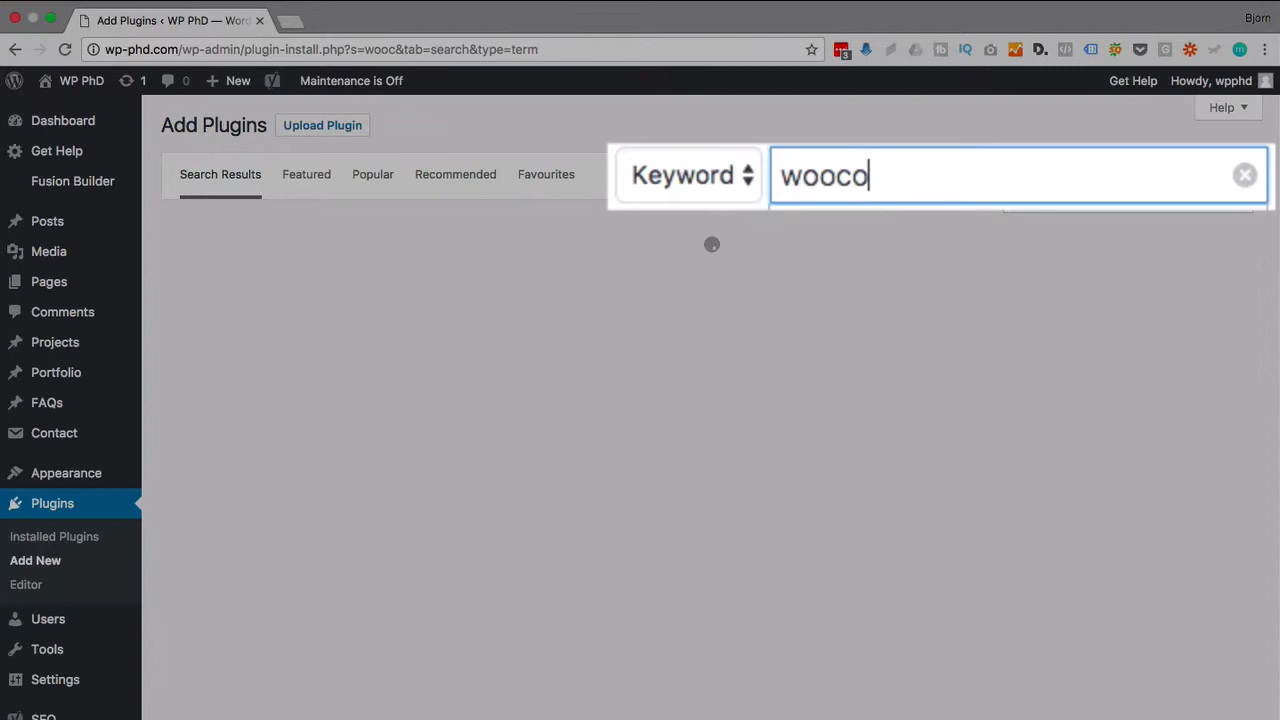 Add Plugins ‹ WP PhD — Word
Bjorn
wp-phd.com/wp-admin/plugin-install.php?s=wooc&tab=search&type=term
3
WP PhD
1
0
New
Maintenance is Off
Get Help
Howdy, wpphd
Help
Add Plugins
Upload Plugin
Search Results
Featured
Popular
Recommended
Favourites
Keyword
wooco
Dashboard
Get Help
Fusion Builder
Posts
Media
Pages
Comments
Projects
Portfolio
FAQs
Contact
Appearance
Plugins
Installed Plugins
Add New
Editor
Users
Tools
Settings
SEO